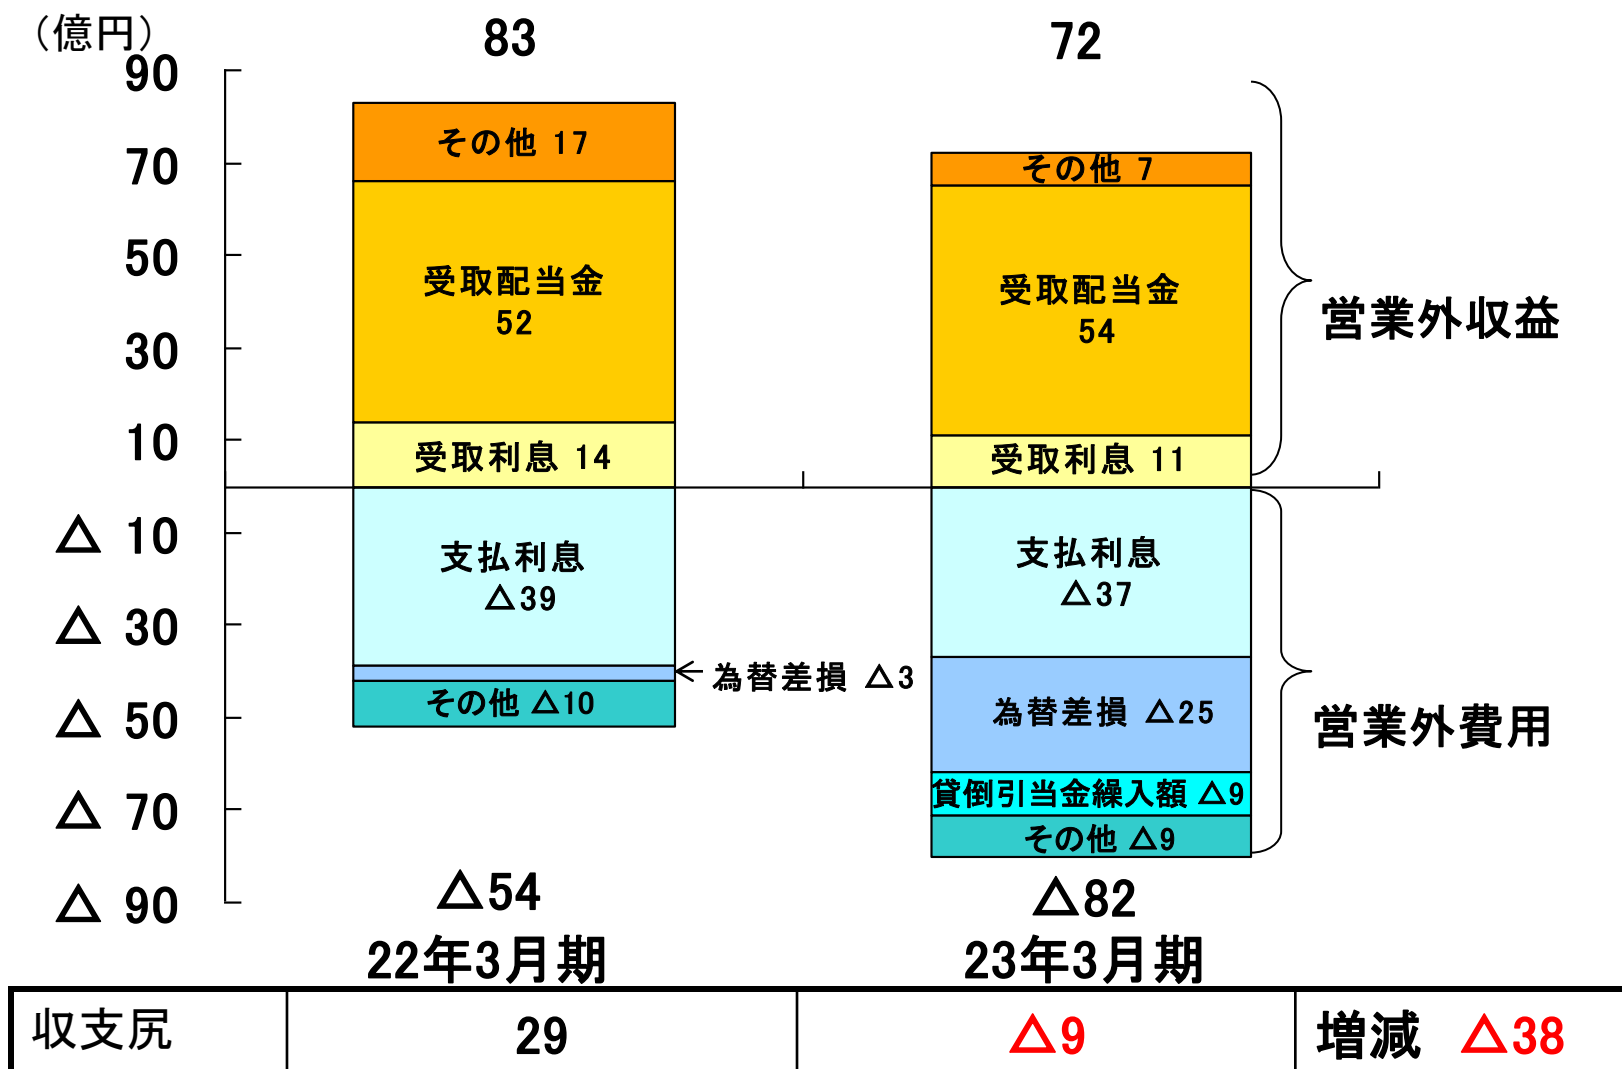 （億円）
83
72
90
70
50
30
10
△ 10
△ 30
△ 50
△ 70
△ 90
その他 17
受取配当金
52
受取利息 14
支払利息
△39
為替差損 △3
その他 △10
△54
22年3月期
その他 7
受取配当金
54
受取利息 11
支払利息
△37
為替差損 △25
貸倒引当金繰入額 △9
その他 △9
△82
23年3月期
営業外収益
営業外費用
収支尻 29 △9 増減 △38